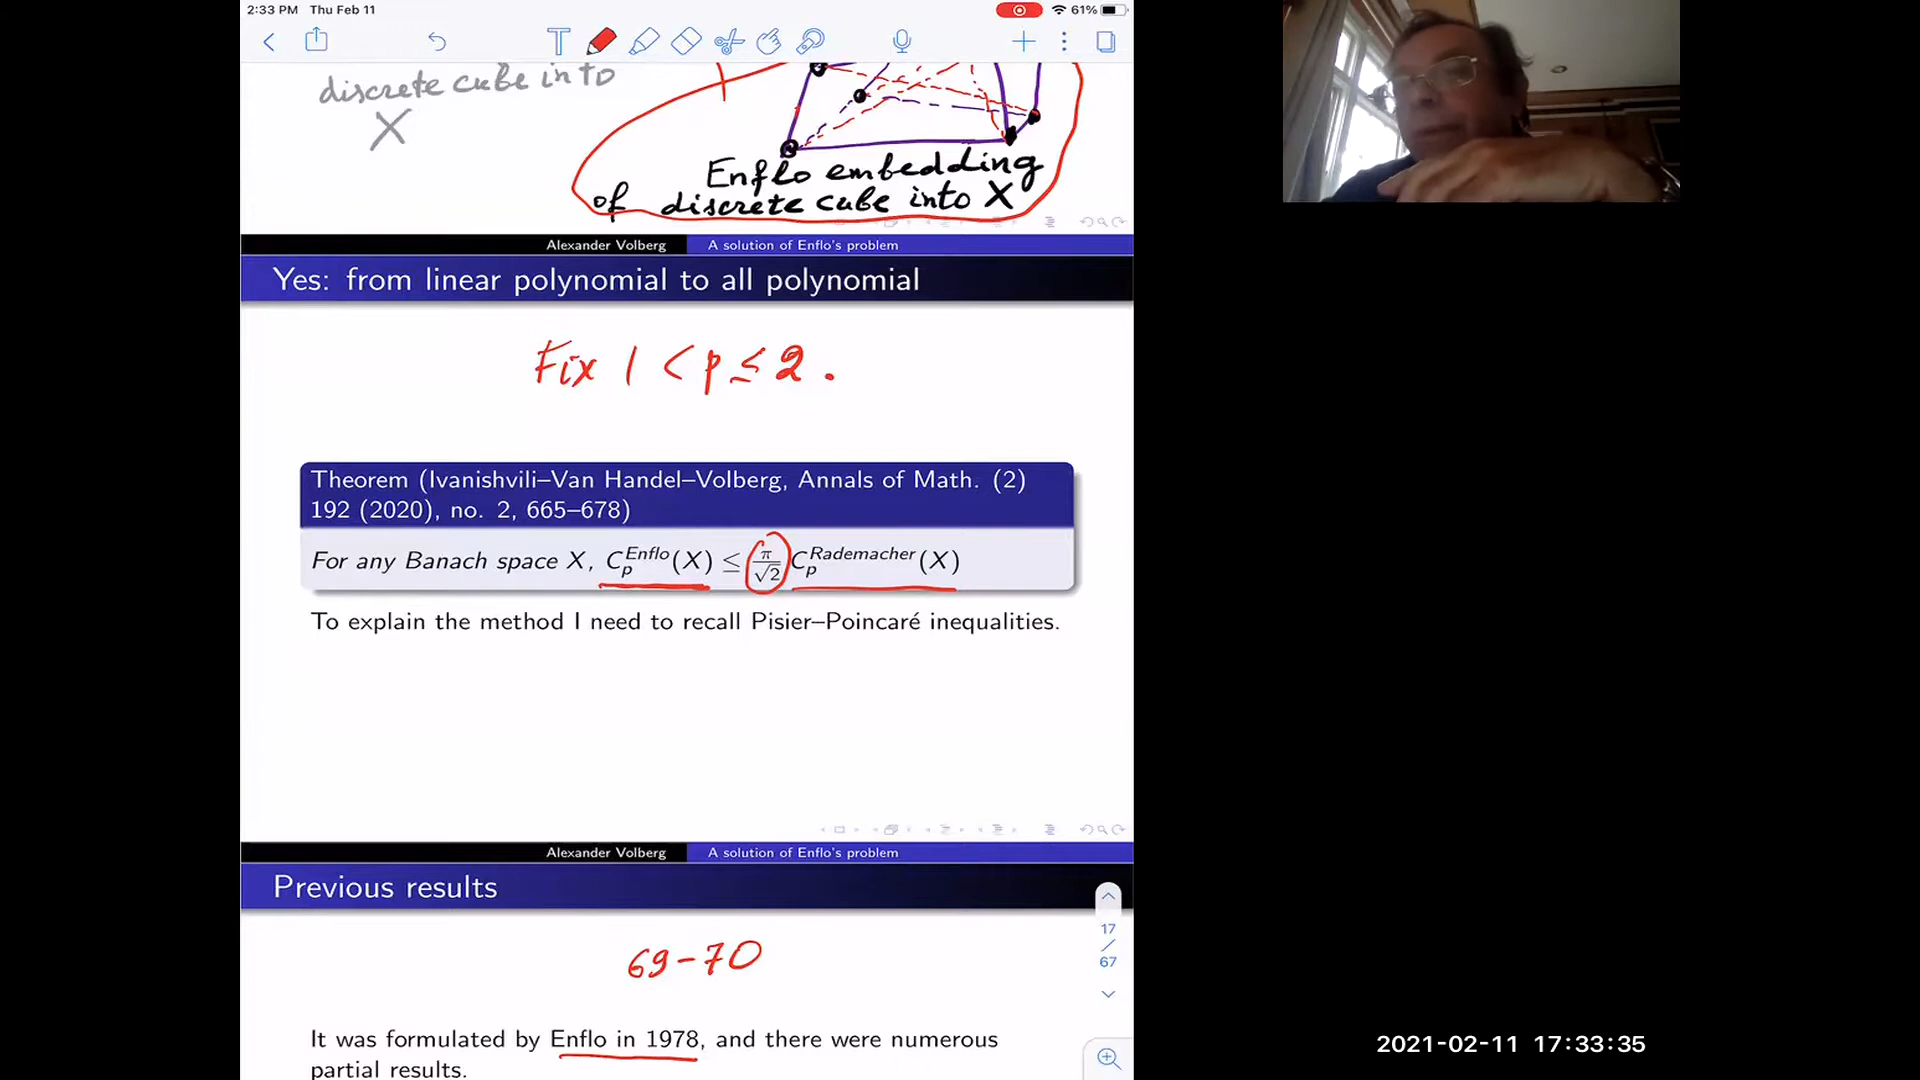 2:33 PM Thu Feb 11
61%
discrete cube into
X
Enflo embedding
of discrete cube into X
Alexander Volberg A solution of Enflo's problem
Yes: from linear polynomial to all polynomial
Fix 1 < p ≤ 2.
Theorem (Ivanishvili–Van Handel–Volberg, Annals of Math. (2)
192 (2020), no. 2, 665–678)
For any Banach space X, C_p^{Enflo}(X) ≤ π/√2 C_p^{Rademacher}(X)
To explain the method I need to recall Pisier–Poincaré inequalities.
Alexander Volberg A solution of Enflo's problem
Previous results
17
/
67
69-70
It was formulated by Enflo in 1978, and there were numerous
partial results.
2021-02-11 17:33:35